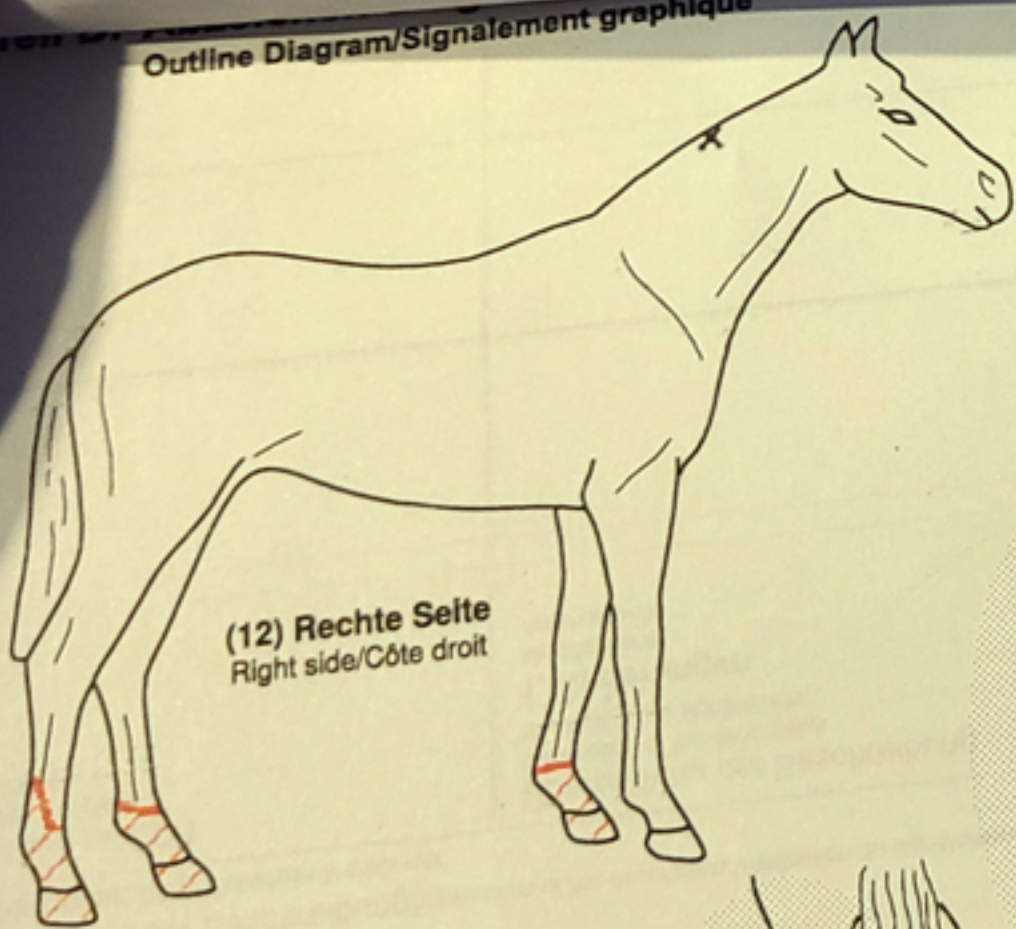 Outline Diagram/Signalement graphique
(12) Rechte Seite
Right side/Côte droit